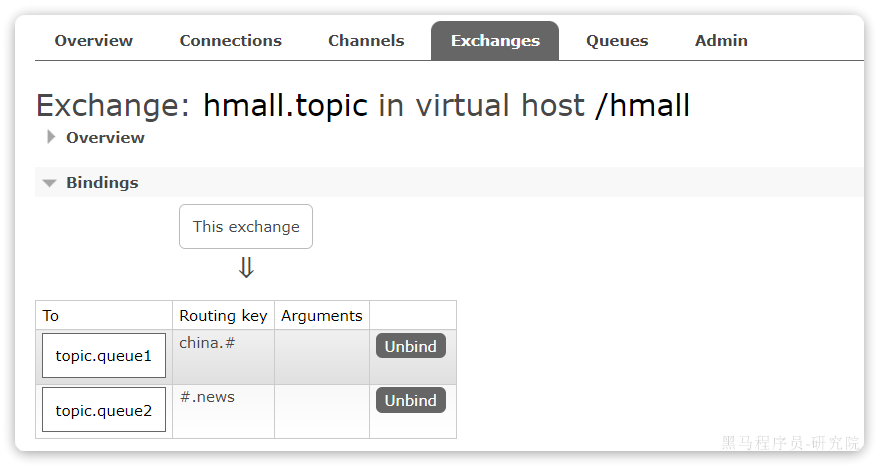 Overview Connections Channels Exchanges Queues Admin
Exchange: hmall.topic in virtual host /hmall
Overview
Bindings
This exchange
⇓
To Routing key Arguments
topic.queue1 china.# Unbind
topic.queue2 #.news Unbind
黑马程序员-研究院